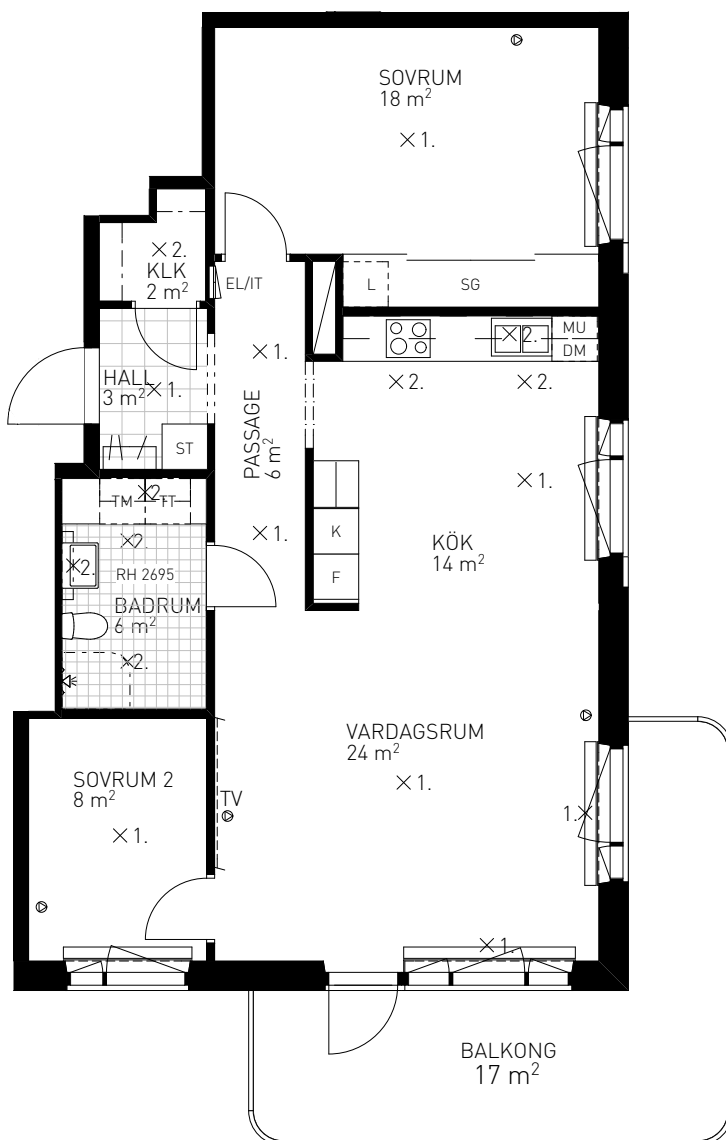 SOVRUM
18 m²
×1.
×2.
KLK
2 m²
EL/IT
L
SG
×2.
MU
DM
HALL
3 m²
×1.
×1.
×2.
×2.
ST
PASSAGE
6 m²
×1.
TM
TT
×2.
×1.
K
F
KÖK
14 m²
×2.
×2.
RH 2695
BADRUM
6 m²
×2.
VARDAGSRUM
24 m²
×1.
1.×
SOVRUM 2
8 m²
×1.
TV
×1.
BALKONG
17 m²